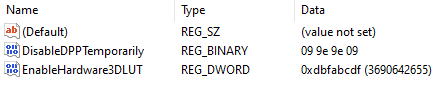 Name Type Data
(Default) REG_SZ (value not set)
DisableDPPTemporarily REG_BINARY 09 9e 9e 09
EnableHardware3DLUT REG_DWORD 0xdbfabcdf (3690642655)